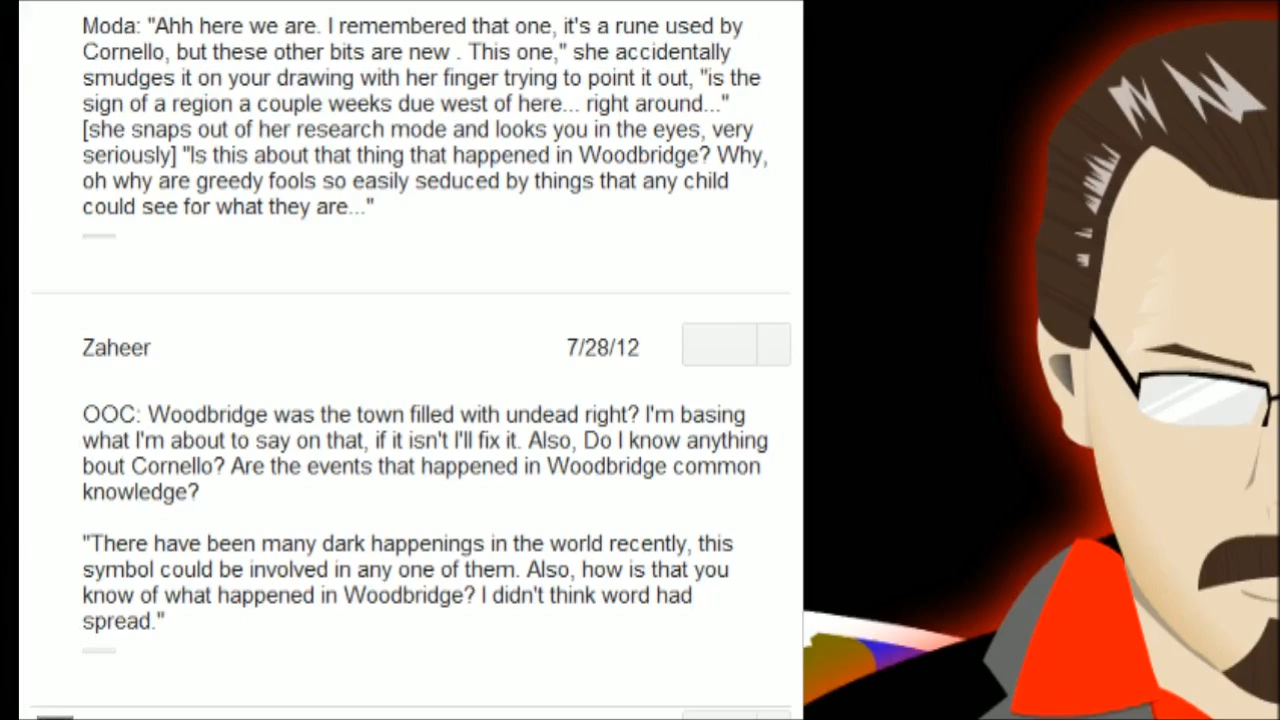 Moda: "Ahh here we are. I remembered that one, it's a rune used by
Cornello, but these other bits are new . This one," she accidentally
smudges it on your drawing with her finger trying to point it out, "is the
sign of a region a couple weeks due west of here... right around..."
[she snaps out of her research mode and looks you in the eyes, very
seriously] "Is this about that thing that happened in Woodbridge? Why,
oh why are greedy fools so easily seduced by things that any child
could see for what they are..."
Zaheer 7/28/12
OOC: Woodbridge was the town filled with undead right? I'm basing
what I'm about to say on that, if it isn't I'll fix it. Also, Do I know anything
bout Cornello? Are the events that happened in Woodbridge common
knowledge?
"There have been many dark happenings in the world recently, this
symbol could be involved in any one of them. Also, how is that you
know of what happened in Woodbridge? I didn't think word had
spread."